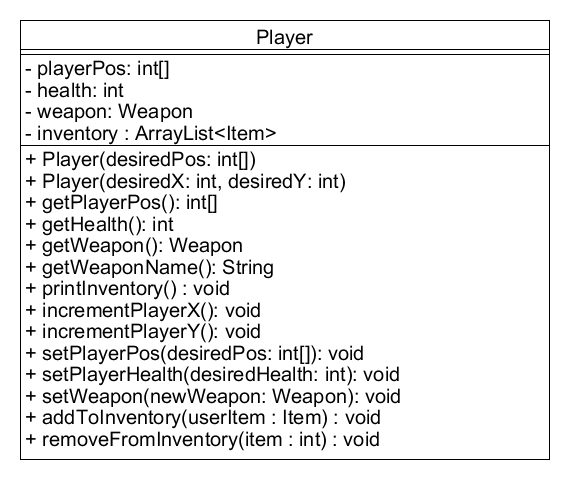 Player
- playerPos: int[]
- health: int
- weapon: Weapon
- inventory : ArrayList<Item>
+ Player(desiredPos: int[])
+ Player(desiredX: int, desiredY: int)
+ getPlayerPos(): int[]
+ getHealth(): int
+ getWeapon(): Weapon
+ getWeaponName(): String
+ printInventory() : void
+ incrementPlayerX(): void
+ incrementPlayerY(): void
+ setPlayerPos(desiredPos: int[]): void
+ setPlayerHealth(desiredHealth: int): void
+ setWeapon(newWeapon: Weapon): void
+ addToInventory(userItem : Item) : void
+ removeFromInventory(item : int) : void